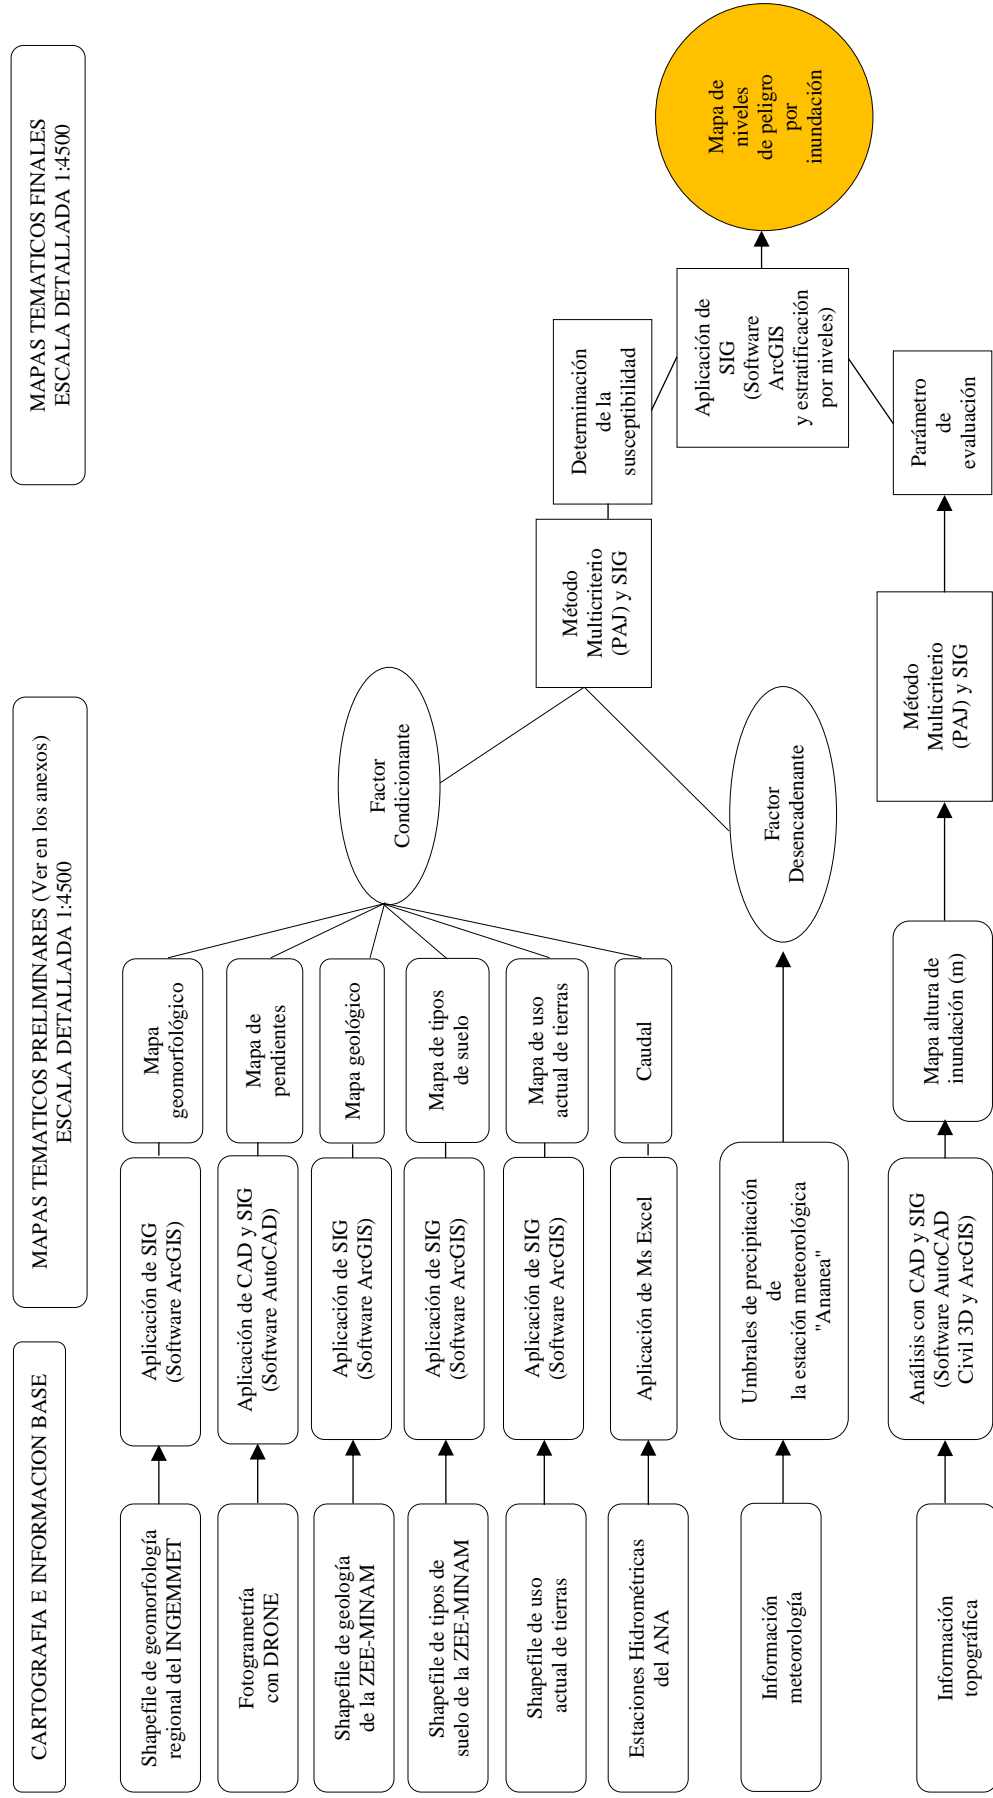 CARTOGRAFIA E INFORMACION BASE
MAPAS TEMATICOS PRELIMINARES (Ver en los anexos)
ESCALA DETALLADA 1:4500
MAPAS TEMATICOS FINALES
ESCALA DETALLADA 1:4500
Shapefile de geomorfología
regional del INGEMMET
Aplicación de SIG
(Software ArcGIS)
Mapa
geomorfológico
Fotogrametría
con DRONE
Aplicación de CAD y SIG
(Software AutoCAD)
Mapa de
pendientes
Shapefile de geología
de la ZEE-MINAM
Aplicación de SIG
(Software ArcGIS)
Mapa geológico
Shapefile de tipos de
suelo de la ZEE-MINAM
Aplicación de SIG
(Software ArcGIS)
Mapa de tipos
de suelo
Shapefile de uso
actual de tierras
Aplicación de SIG
(Software ArcGIS)
Mapa de uso
actual de tierras
Estaciones Hidrométricas
del ANA
Aplicación de Ms Excel
Caudal
Factor
Condicionante
Información
meteorología
Umbrales de precipitación
de
la estación meteorológica
"Ananea"
Factor
Desencadenante
Método
Multicriterio
(PAJ) y SIG
Determinación
de la
susceptibilidad
Información
topográfica
Análisis con CAD y SIG
(Software AutoCAD
Civil 3D y ArcGIS)
Mapa altura de
inundación (m)
Método
Multicriterio
(PAJ) y SIG
Parámetro
de
evaluación
Aplicación de
SIG
(Software
ArcGIS
y estratificación
por niveles)
Mapa de
niveles
de peligro
por
inundación